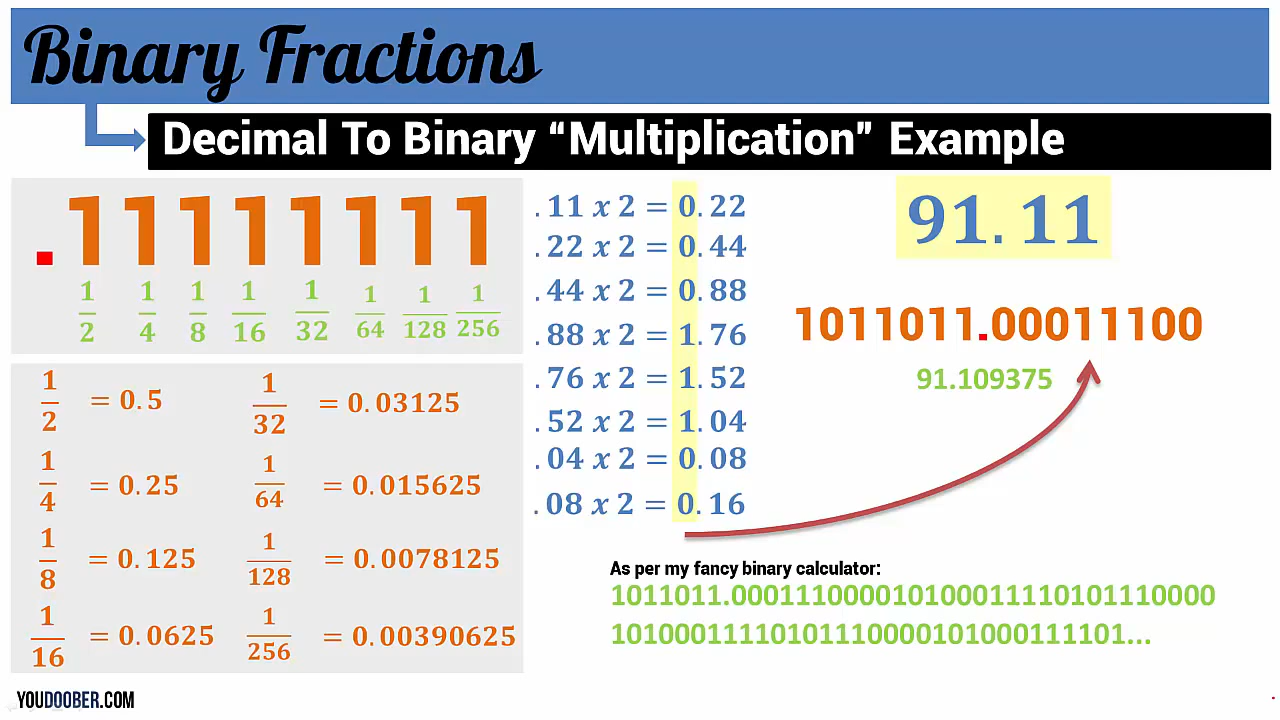 Binary Fractions
Decimal To Binary “Multiplication” Example
.11111111
1/2 1/4 1/8 1/16 1/32 1/64 1/128 1/256
1/2 = 0.5
1/4 = 0.25
1/8 = 0.125
1/16 = 0.0625
1/32 = 0.03125
1/64 = 0.015625
1/128 = 0.0078125
1/256 = 0.00390625
.11 x 2 = 0.22
.22 x 2 = 0.44
.44 x 2 = 0.88
.88 x 2 = 1.76
.76 x 2 = 1.52
.52 x 2 = 1.04
.04 x 2 = 0.08
.08 x 2 = 0.16
91.11
1011011.00011100
91.109375
As per my fancy binary calculator:
1011011.00011100001010001111010111​0000
1010001111010111000010100011​1101...
YOUDOOBER.COM